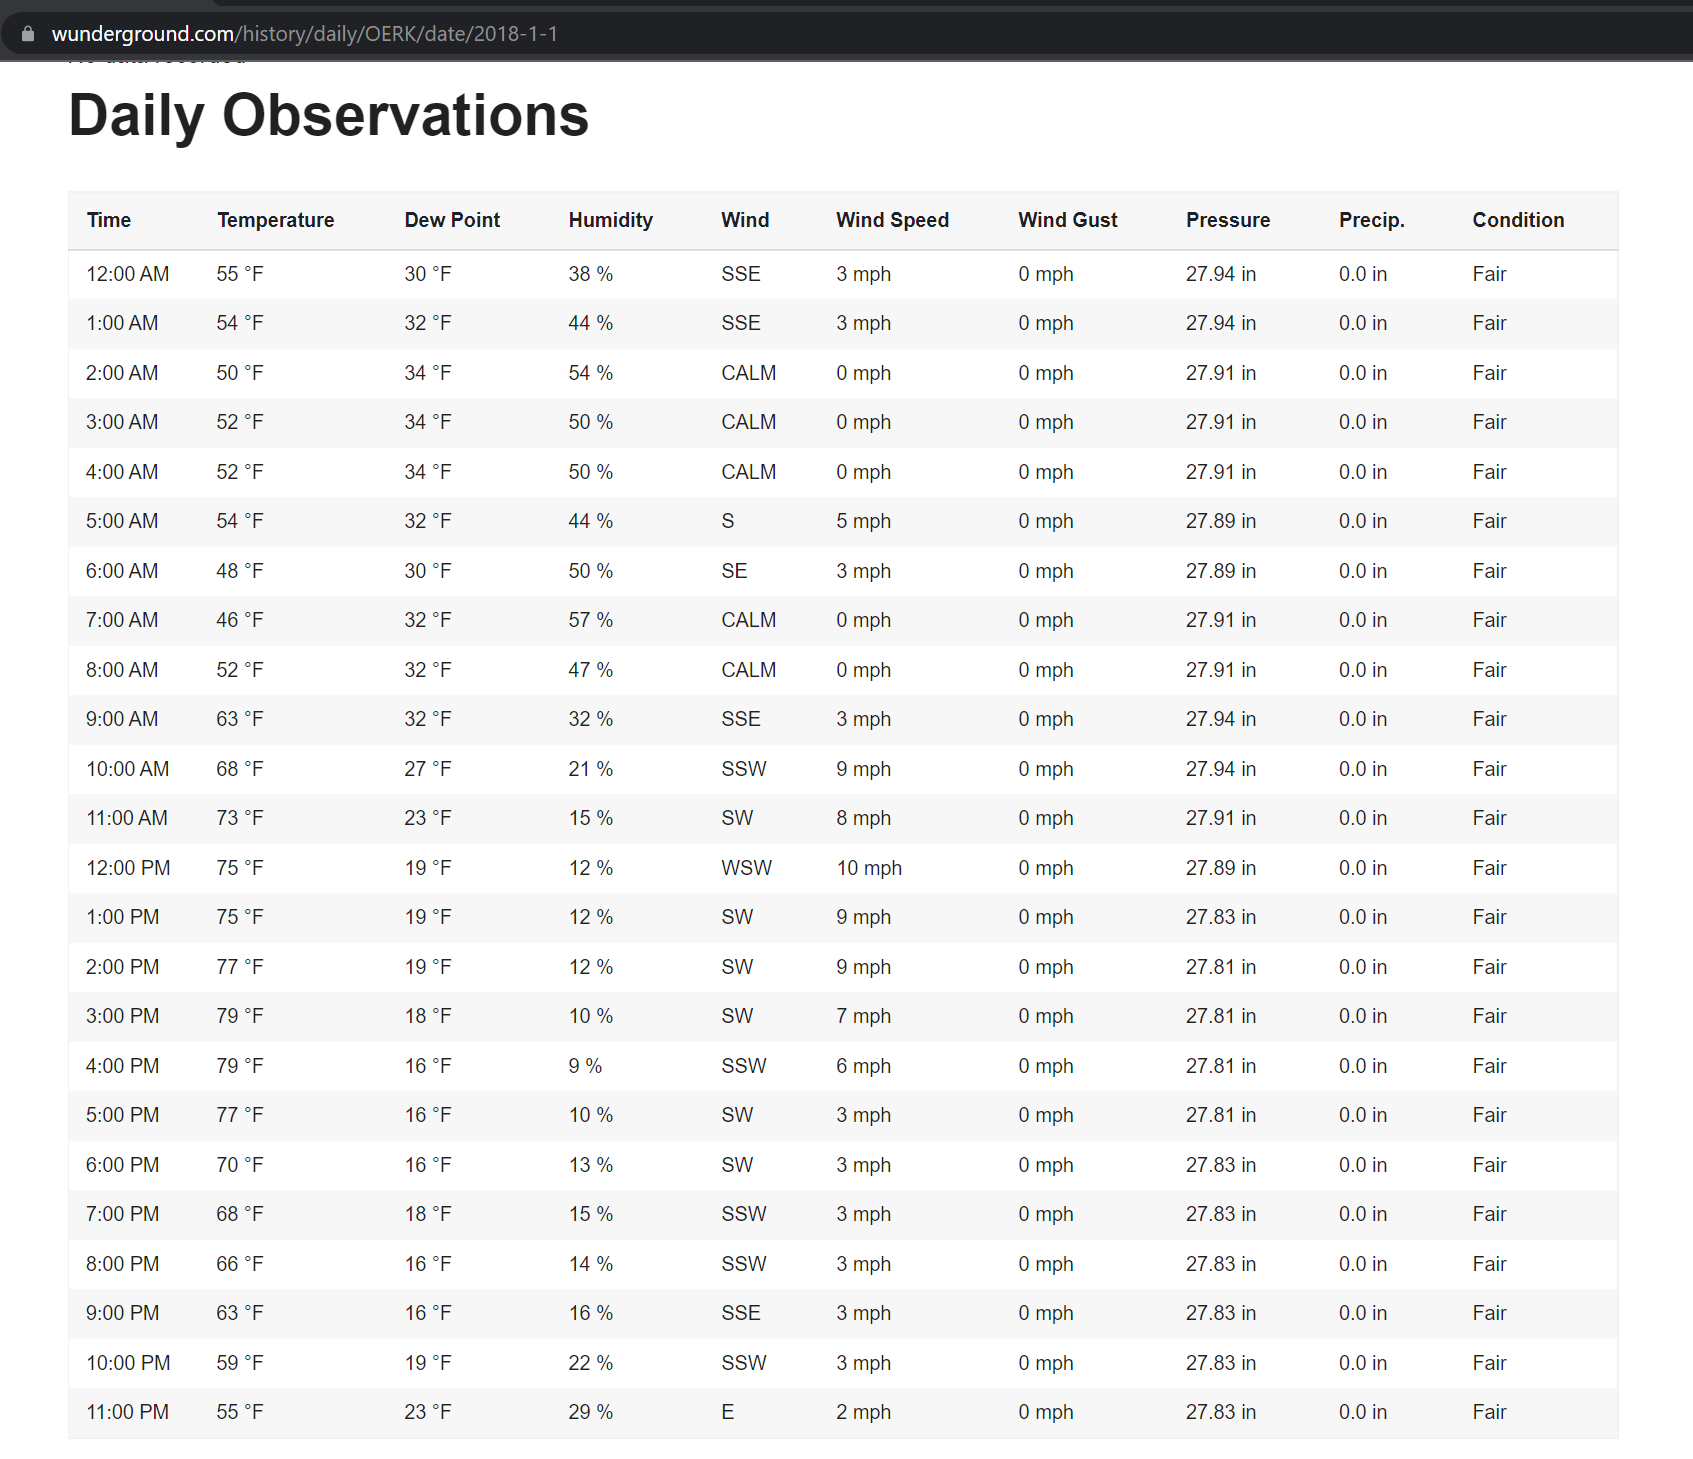 wunderground.com/history/daily/OERK/date/2018-1-1
No data recorded
Daily Observations
Time Temperature Dew Point Humidity Wind Wind Speed Wind Gust Pressure Precip. Condition
12:00 AM 55 °F 30 °F 38 % SSE 3 mph 0 mph 27.94 in 0.0 in Fair
1:00 AM 54 °F 32 °F 44 % SSE 3 mph 0 mph 27.94 in 0.0 in Fair
2:00 AM 50 °F 34 °F 54 % CALM 0 mph 0 mph 27.91 in 0.0 in Fair
3:00 AM 52 °F 34 °F 50 % CALM 0 mph 0 mph 27.91 in 0.0 in Fair
4:00 AM 52 °F 34 °F 50 % CALM 0 mph 0 mph 27.91 in 0.0 in Fair
5:00 AM 54 °F 32 °F 44 % S 5 mph 0 mph 27.89 in 0.0 in Fair
6:00 AM 48 °F 30 °F 50 % SE 3 mph 0 mph 27.89 in 0.0 in Fair
7:00 AM 46 °F 32 °F 57 % CALM 0 mph 0 mph 27.91 in 0.0 in Fair
8:00 AM 52 °F 32 °F 47 % CALM 0 mph 0 mph 27.91 in 0.0 in Fair
9:00 AM 63 °F 32 °F 32 % SSE 3 mph 0 mph 27.94 in 0.0 in Fair
10:00 AM 68 °F 27 °F 21 % SSW 9 mph 0 mph 27.94 in 0.0 in Fair
11:00 AM 73 °F 23 °F 15 % SW 8 mph 0 mph 27.91 in 0.0 in Fair
12:00 PM 75 °F 19 °F 12 % WSW 10 mph 0 mph 27.89 in 0.0 in Fair
1:00 PM 75 °F 19 °F 12 % SW 9 mph 0 mph 27.83 in 0.0 in Fair
2:00 PM 77 °F 19 °F 12 % SW 9 mph 0 mph 27.81 in 0.0 in Fair
3:00 PM 79 °F 18 °F 10 % SW 7 mph 0 mph 27.81 in 0.0 in Fair
4:00 PM 79 °F 16 °F 9 % SSW 6 mph 0 mph 27.81 in 0.0 in Fair
5:00 PM 77 °F 16 °F 10 % SW 3 mph 0 mph 27.81 in 0.0 in Fair
6:00 PM 70 °F 16 °F 13 % SW 3 mph 0 mph 27.83 in 0.0 in Fair
7:00 PM 68 °F 18 °F 15 % SSW 3 mph 0 mph 27.83 in 0.0 in Fair
8:00 PM 66 °F 16 °F 14 % SSW 3 mph 0 mph 27.83 in 0.0 in Fair
9:00 PM 63 °F 16 °F 16 % SSE 3 mph 0 mph 27.83 in 0.0 in Fair
10:00 PM 59 °F 19 °F 22 % SSW 3 mph 0 mph 27.83 in 0.0 in Fair
11:00 PM 55 °F 23 °F 29 % E 2 mph 0 mph 27.83 in 0.0 in Fair